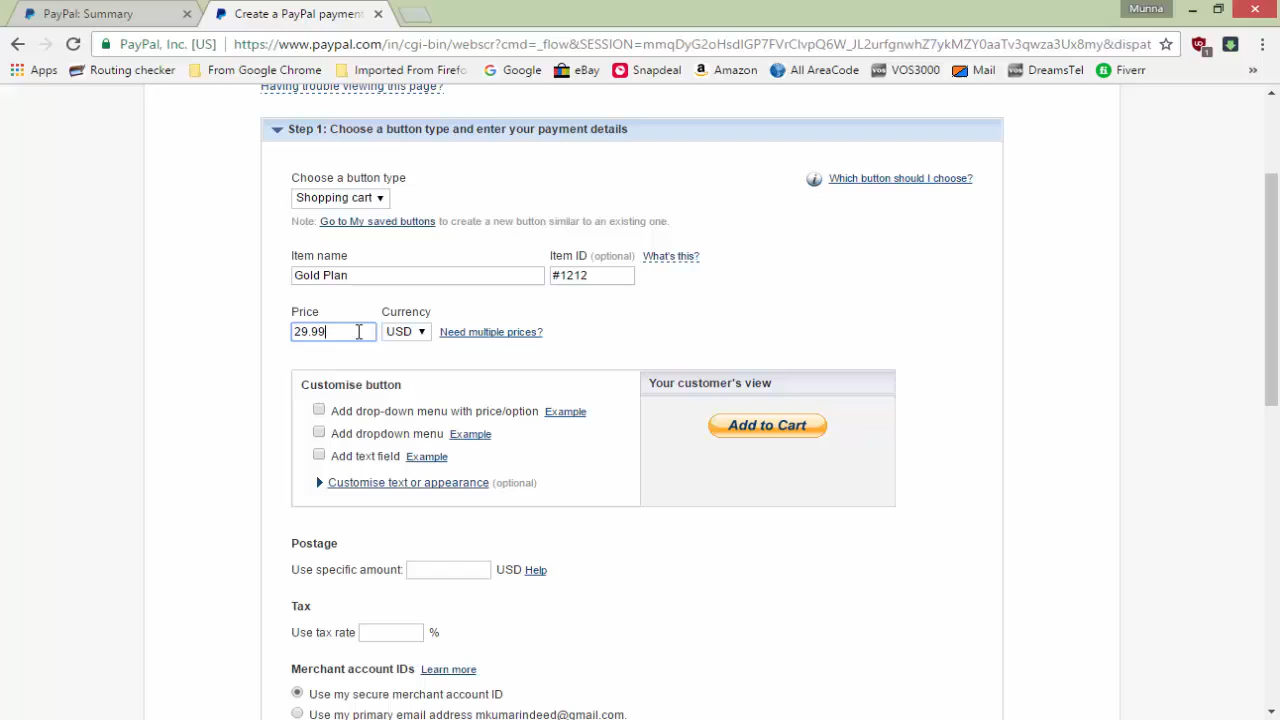 PayPal: Summary
Create a PayPal payment
Munna
PayPal, Inc. [US]
https://www.paypal.com/in/cgi-bin/webscr?cmd=_flow&SESSION=mmqDyG2oHsdIGP7FVrCIvpQ6W_JL2urfgnwhZ7ykMZY0aaTv3qwza3Ux8my&dispat
1
Apps
Routing checker
From Google Chrome
Imported From Firefo
Google
eBay
Snapdeal
Amazon
All AreaCode
VOS3000
Mail
DreamsTel
Fiverr
»
Having trouble viewing this page?
Step 1: Choose a button type and enter your payment details
Choose a button type
Which button should I choose?
Shopping cart
Note: Go to My saved buttons to create a new button similar to an existing one.
Item name
Item ID (optional) What's this?
Gold Plan
#1212
Price
Currency
29.99
USD
Need multiple prices?
Customise button
Your customer's view
Add drop-down menu with price/option Example
Add to Cart
Add dropdown menu Example
Add text field Example
Customise text or appearance (optional)
Postage
Use specific amount:
USD Help
Tax
Use tax rate
%
Merchant account IDs Learn more
Use my secure merchant account ID
Use my primary email address mkumarindeed@gmail.com.